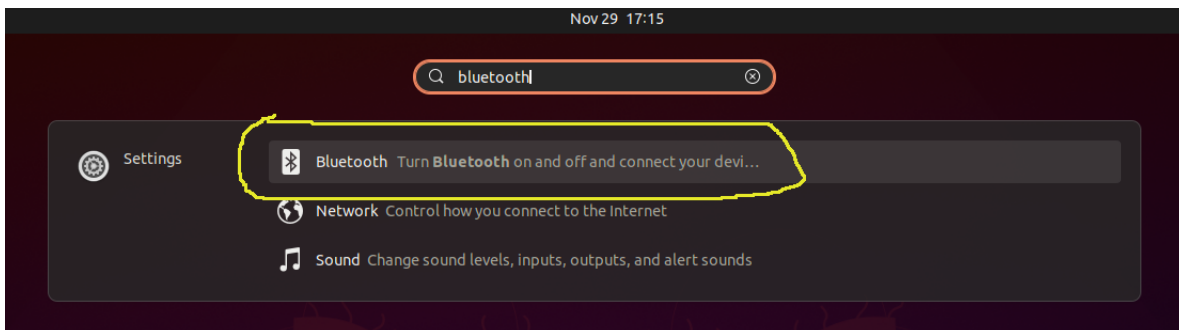 Nov 29 17:15
bluetooth
Settings
Bluetooth Turn Bluetooth on and off and connect your devi...
Network Control how you connect to the Internet
Sound Change sound levels, inputs, outputs, and alert sounds